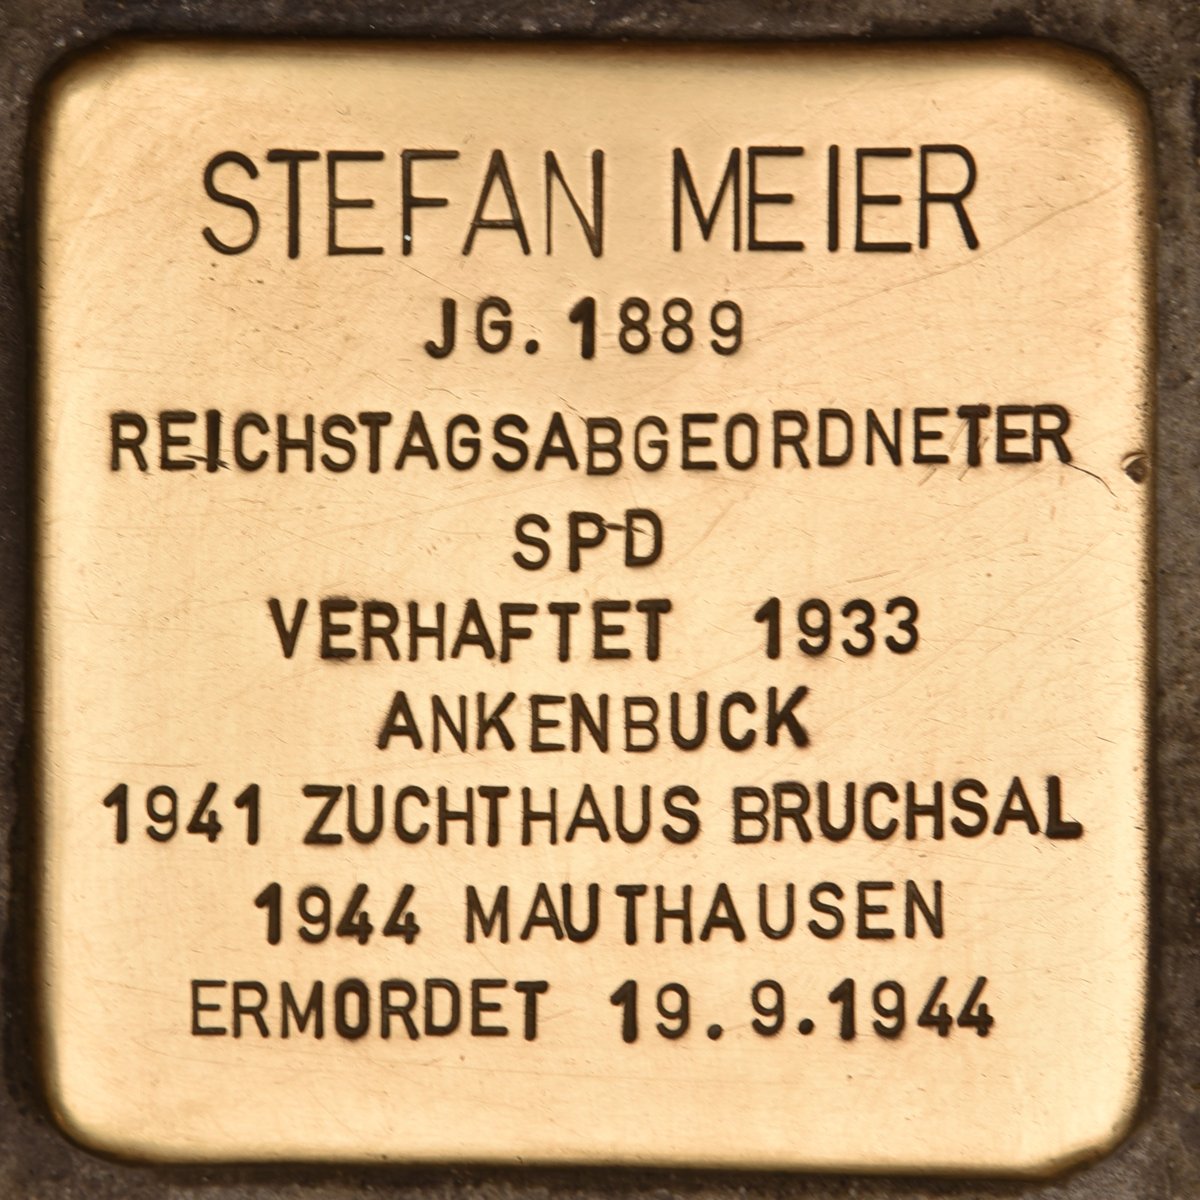 STEFAN MEIER
JG. 1889
REICHSTAGSABGEORDNETER
SPD
VERHAFTET 1933
ANKENBUCK
1941 ZUCHTHAUS BRUCHSAL
1944 MAUTHAUSEN
ERMORDET 19.9.1944